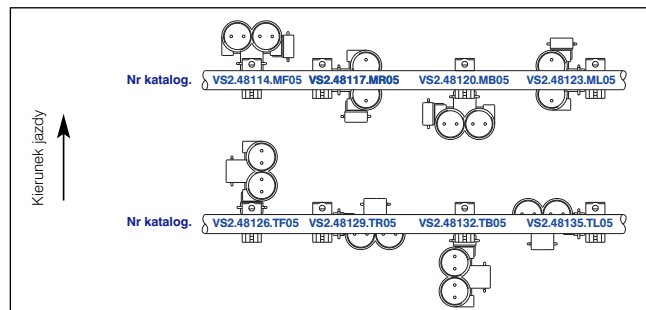 Nr katalog. VS2.48114.MF05 VS2.48117.MR05 VS2.48120.MB05 VS2.48123.ML05
Kierunek jazdy
Nr katalog. VS2.48126.TF05 VS2.48129.TR05 VS2.48132.TB05 VS2.48135.TL05